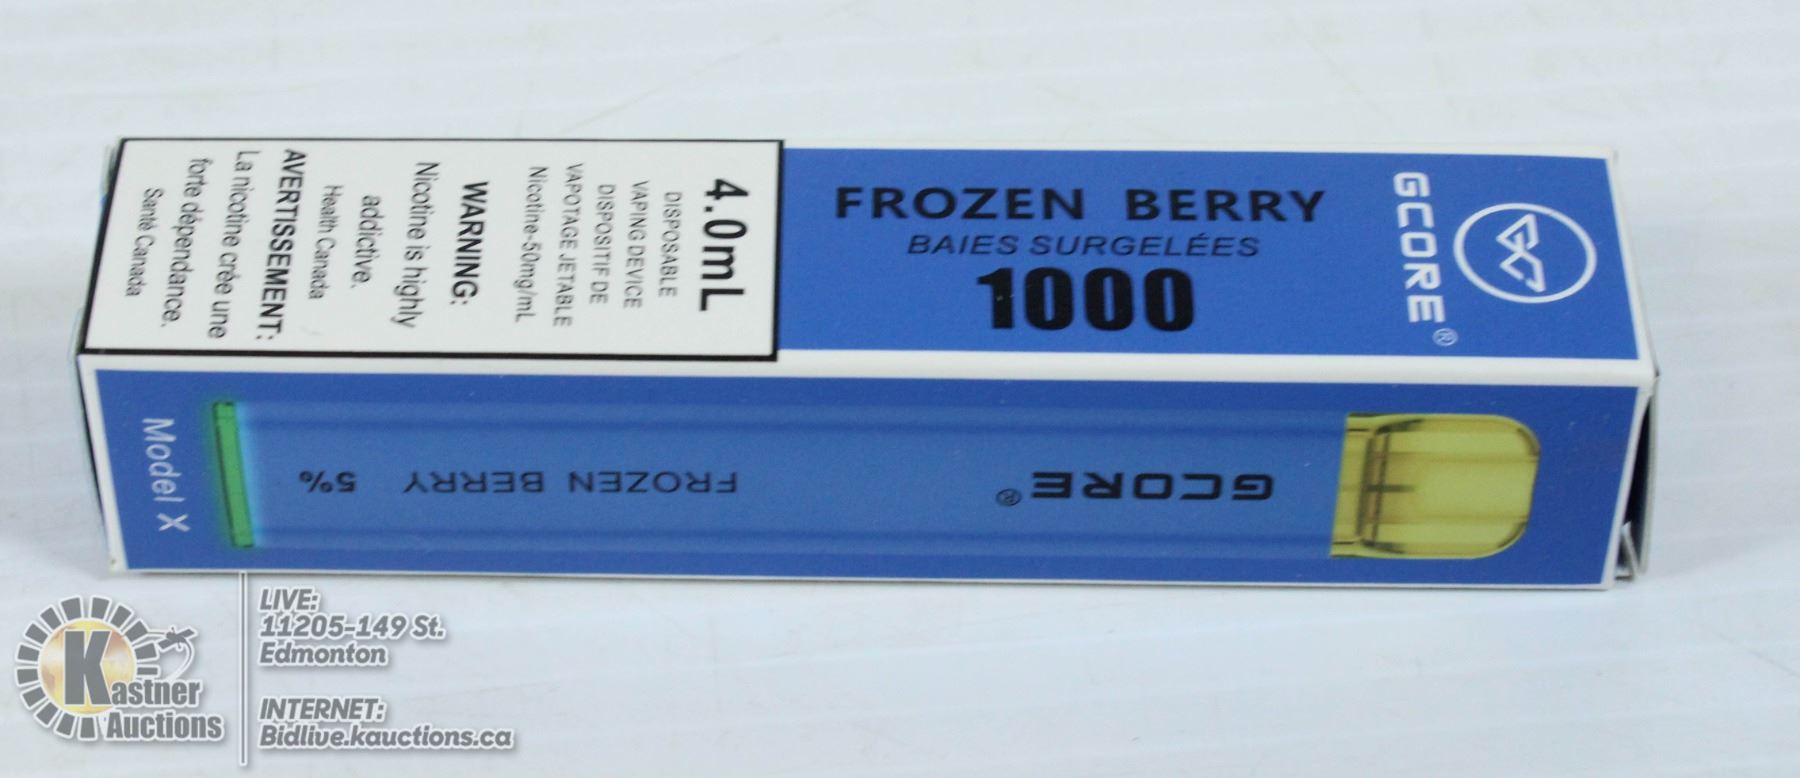 FROZEN BERRY
BAIES SURGELÉES
1000
GCORE®
4.0mL
DISPOSABLE
VAPING DEVICE
DISPOSITIF DE
VAPOTAGE JETABLE
Nicotine-50mg/mL
WARNING:
Nicotine is highly
addictive.
Health Canada
AVERTISSEMENT:
La nicotine crée une
forte dépendance.
Santé Canada
GCORE®
FROZEN BERRY 5%
Model X
Kastner
Auctions
LIVE:
11205-149 St.
Edmonton
INTERNET:
Bidlive.kauctions.ca